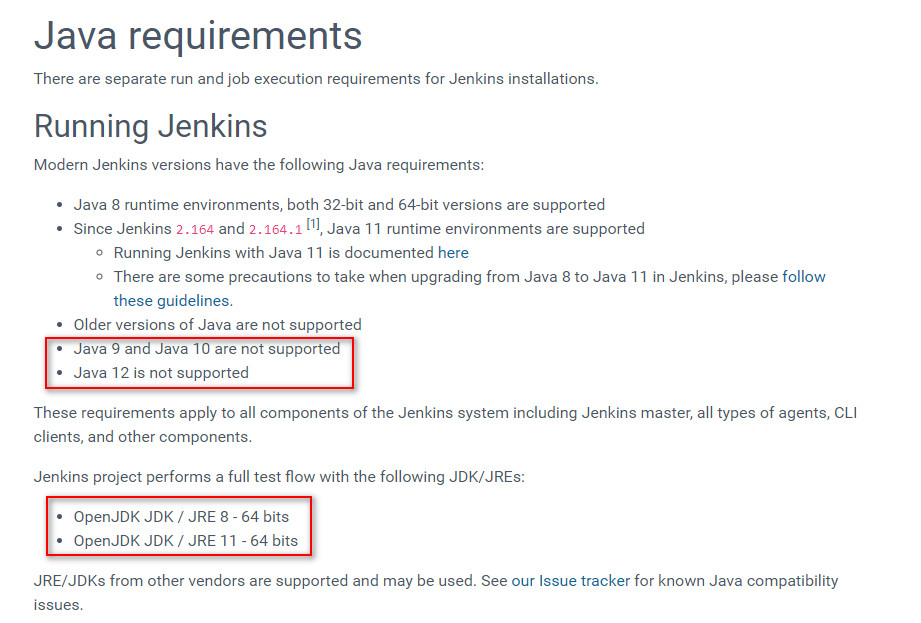 Java requirements
There are separate run and job execution requirements for Jenkins installations.
Running Jenkins
Modern Jenkins versions have the following Java requirements:
• Java 8 runtime environments, both 32-bit and 64-bit versions are supported
• Since Jenkins 2.164 and 2.164.1 [1], Java 11 runtime environments are supported
◦ Running Jenkins with Java 11 is documented here
◦ There are some precautions to take when upgrading from Java 8 to Java 11 in Jenkins, please follow
these guidelines.
• Older versions of Java are not supported
• Java 9 and Java 10 are not supported
• Java 12 is not supported
These requirements apply to all components of the Jenkins system including Jenkins master, all types of agents, CLI
clients, and other components.
Jenkins project performs a full test flow with the following JDK/JREs:
• OpenJDK JDK / JRE 8 - 64 bits
• OpenJDK JDK / JRE 11 - 64 bits
JRE/JDKs from other vendors are supported and may be used. See our Issue tracker for known Java compatibility
issues.